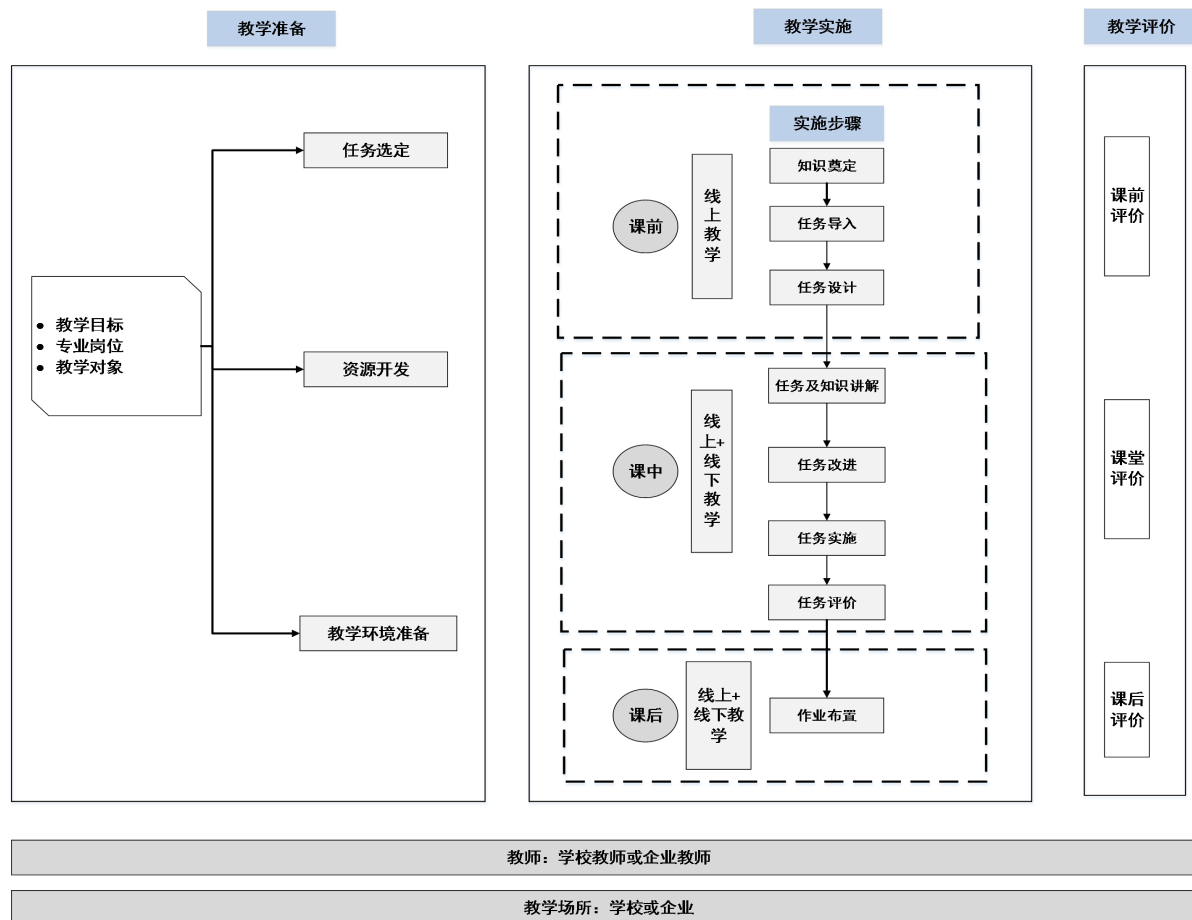 教学准备
教学实施
教学评价
任务选定
教学目标
专业岗位
教学对象
资源开发
教学环境准备
实施步骤
课前
线
上
教
学
知识奠定
任务导入
任务设计
课中
线
上+
线
下
教
学
任务及知识讲解
任务改进
任务实施
任务评价
课后
线上+
线下教
学
作业布置
课前
评价
课堂
评价
课后
评价
教师：学校教师或企业教师
教学场所：学校或企业